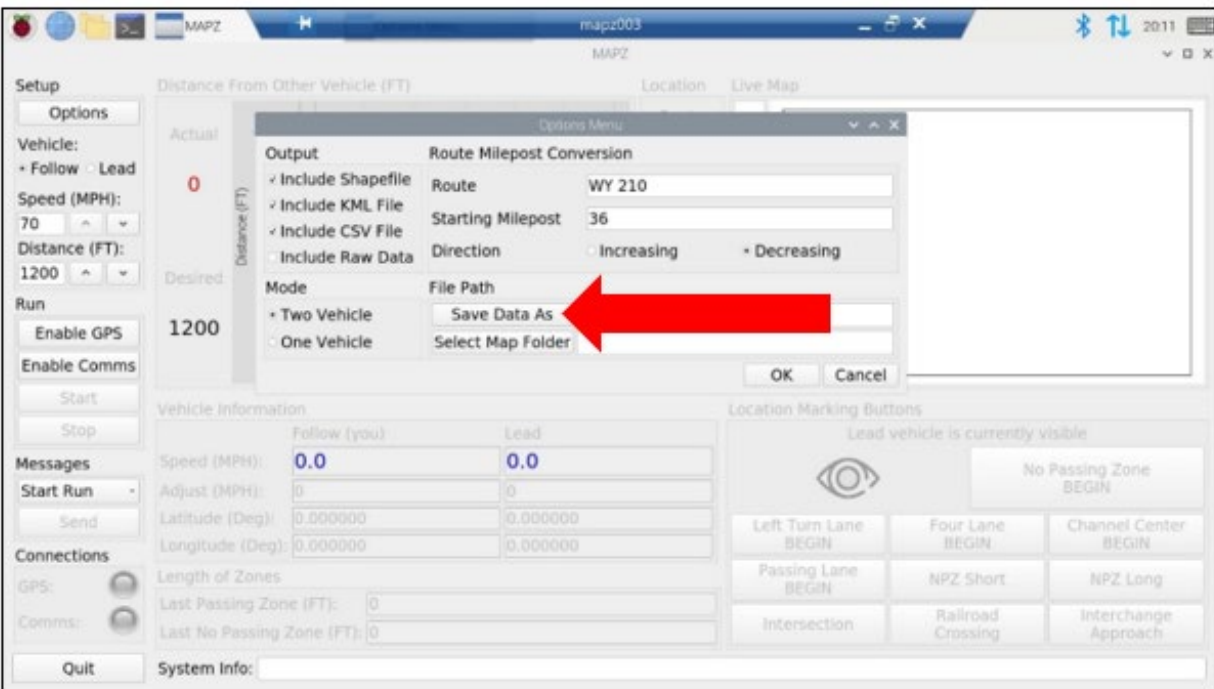 MAPZ
mapz003
20:11
MAPZ
Setup
Options
Vehicle:
Follow Lead
Speed (MPH):
70
Distance (FT):
1200
Run
Enable GPS
Enable Comms
Start
Stop
Messages
Start Run
Send
Connections
GPS:
Comms:
Quit
Distance From Other Vehicle (FT)
Actual
0
Desired
1200
Distance (FT)
Location
Live Map
Options Menu
Output
Include Shapefile
Include KML File
Include CSV File
Include Raw Data
Mode
Two Vehicle
One Vehicle
Route Milepost Conversion
Route WY 210
Starting Milepost 36
Direction Increasing Decreasing
File Path
Save Data As
Select Map Folder
OK Cancel
Vehicle Information
Follow (you) Lead
Speed (MPH): 0.0 0.0
Adjust (MPH): 0 0
Latitude (Deg): 0.000000 0.000000
Longitude (Deg): 0.000000 0.000000
Length of Zones
Last Passing Zone (FT): 0
Last No Passing Zone (FT): 0
Location Marking Buttons
Lead vehicle is currently visible
No Passing Zone
BEGIN
Left Turn Lane
BEGIN
Four Lane
BEGIN
Channel Center
BEGIN
Passing Lane
BEGIN
NPZ Short
NPZ Long
Intersection
Railroad
Crossing
Interchange
Approach
System Info: